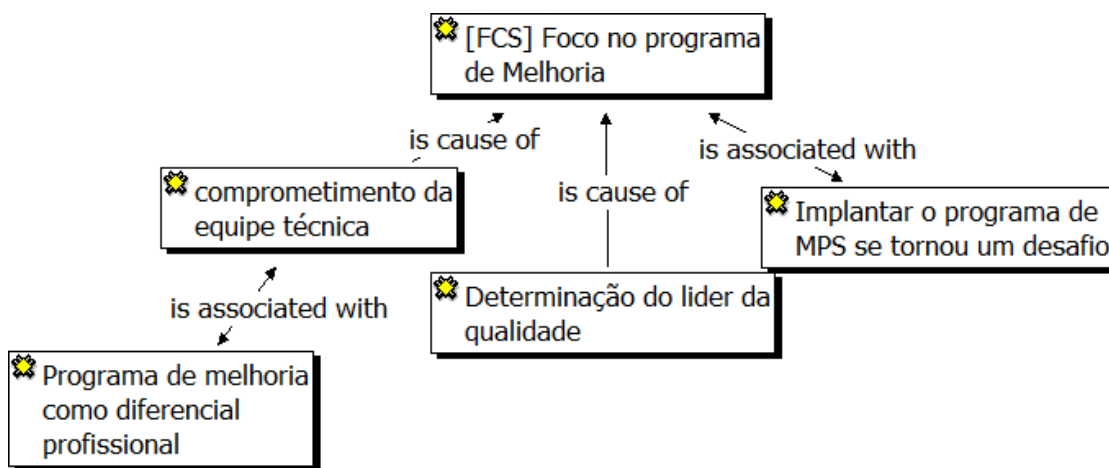 [FCS] Foco no programa
de Melhoria
is cause of
is associated with
comprometimento da
equipe técnica
is cause of
Implantar o programa de
MPS se tornou um desafio
is associated with
Determinação do lider da
qualidade
Programa de melhoria
como diferencial
profissional